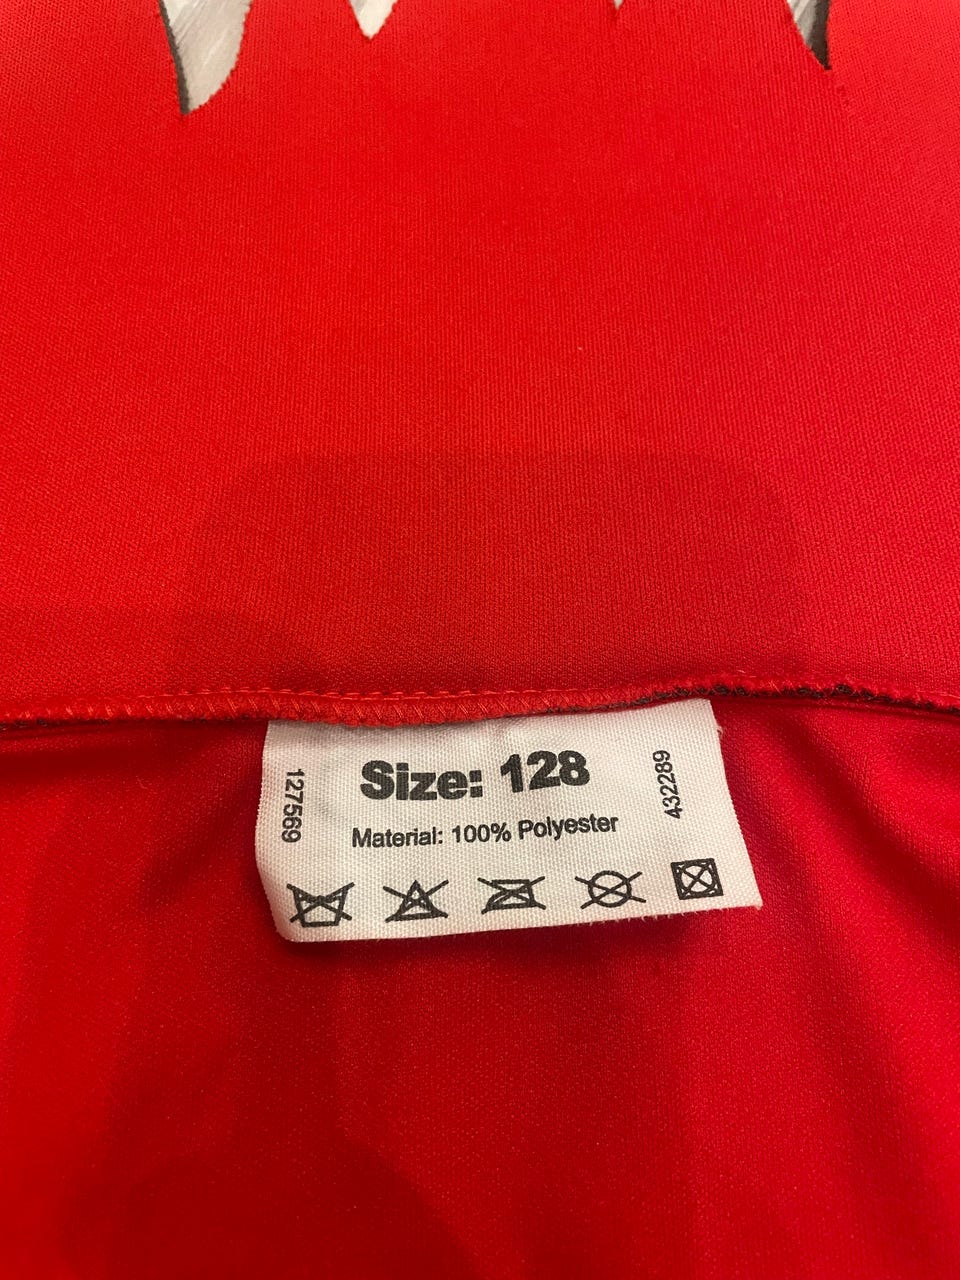 Size: 128
Material: 100% Polyester
127569
432289